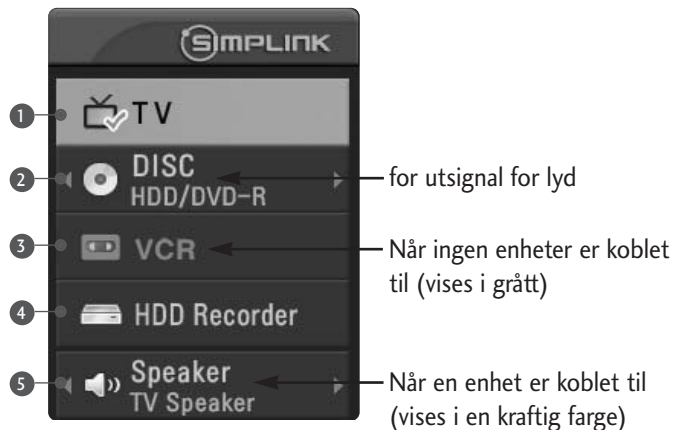 SIMPLINK
1 TV
2 DISC
HDD/DVD-R
for utsignal for lyd
3 VCR
Når ingen enheter er koblet
til (vises i grått)
4 HDD Recorder
5 Speaker
TV Speaker
Når en enhet er koblet til
(vises i en kraftig farge)